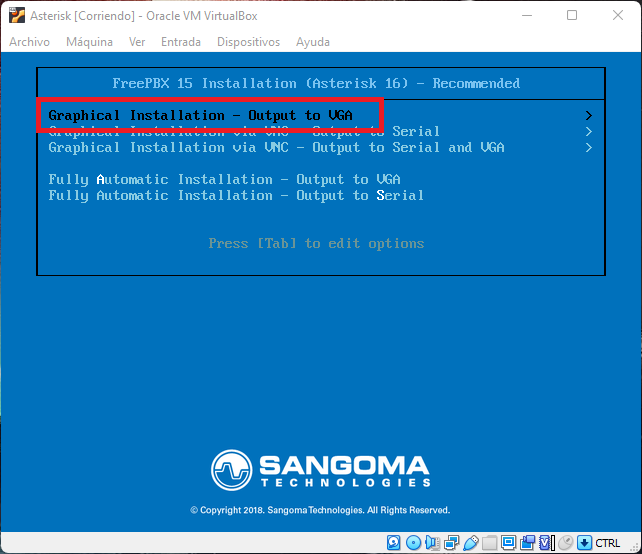 Asterisk [Corriendo] - Oracle VM VirtualBox
Archivo Máquina Ver Entrada Dispositivos Ayuda
FreePBX 15 Installation (Asterisk 16) - Recommended
Graphical Installation - Output to VGA >
Graphical Installation via VNC - Output to Serial >
Graphical Installation via VNC - Output to Serial and VGA >
Fully Automatic Installation - Output to VGA
Fully Automatic Installation - Output to Serial
Press [Tab] to edit options
SANGOMA
TECHNOLOGIES
© Copyright 2018. Sangoma Technologies. All Rights Reserved.
CTRL